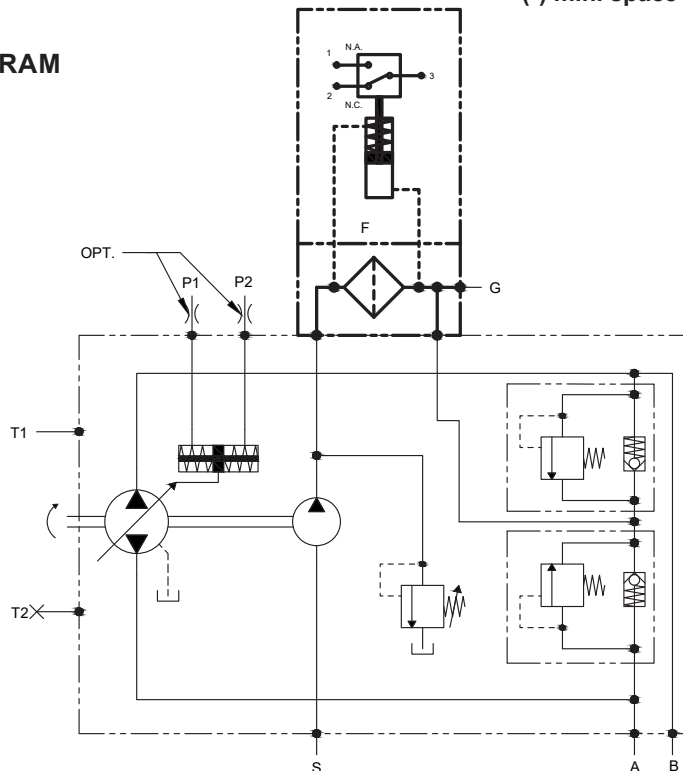 (*) Mini space
RAM
N.A.
1
3
2
N.C.
F
OPT.
P1 P2
G
T1
T2
S
A B